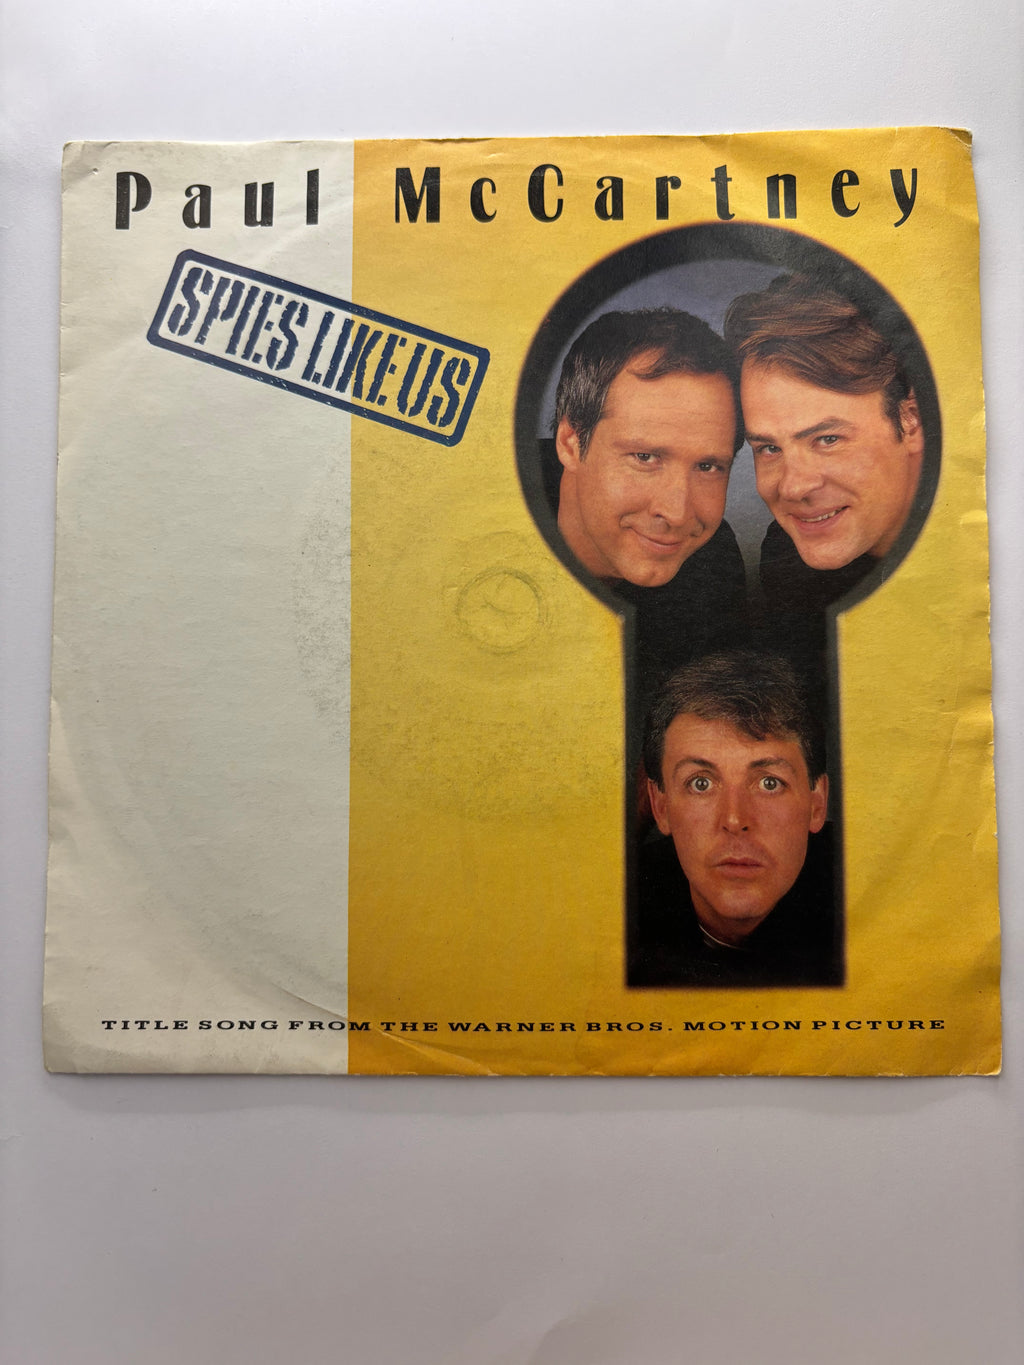 Paul McCartney
SPIES LIKE US
TITLE SONG FROM THE WARNER BROS. MOTION PICTURE